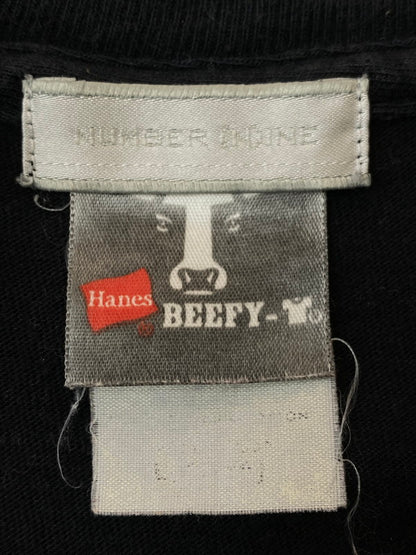 NUMBER (N)INE
Hanes
®
BEEFY-
®